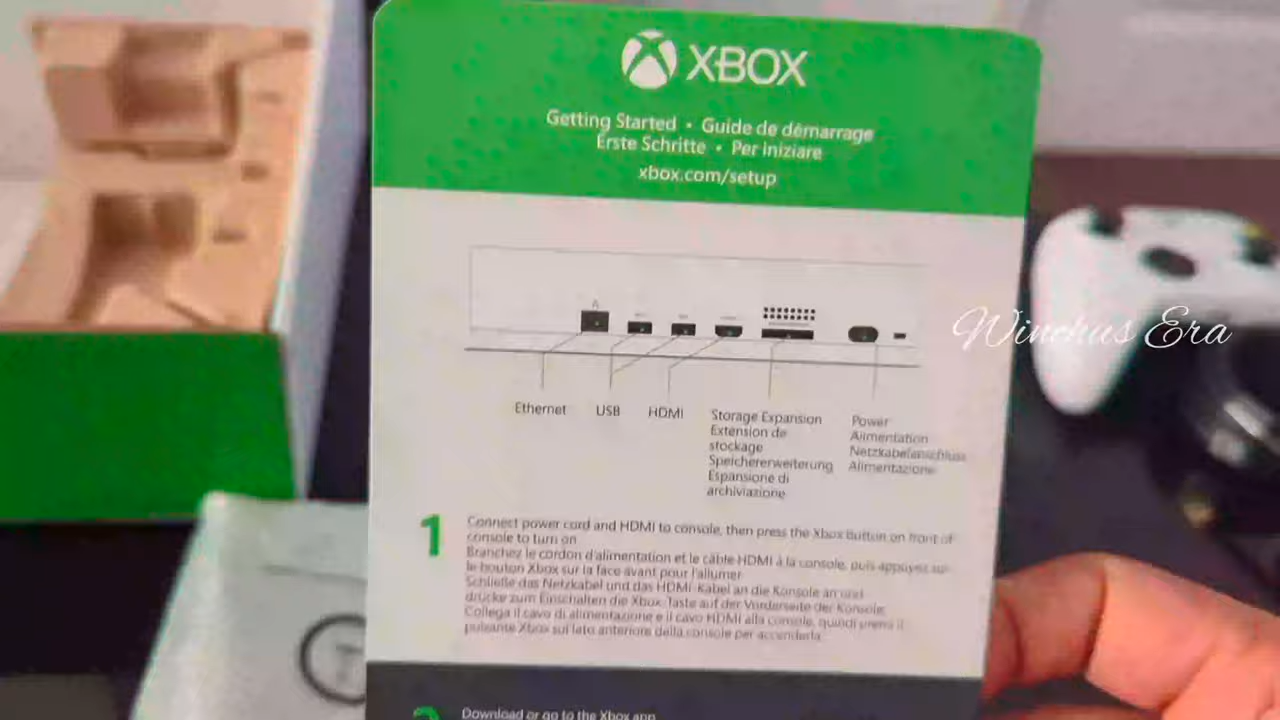 XBOX
Getting Started • Guide de démarrage
Erste Schritte • Per iniziare
xbox.com/setup
Ethernet
USB
HDMI
Storage Expansion
Extension de
stockage
Speichererweiterung
Espansione di
archiviazione
Power
Alimentation
Netzkabelanschluss
Alimentazione
Winchus Era
1
Connect power cord and HDMI to console, then press the Xbox Button on front of
console to turn on
Branchez le cordon d'alimentation et le câble HDMI à la console, puis appuyez sur
le bouton Xbox sur la face avant pour l'allumer
Schließe das Netzkabel und das HDMI-Kabel an die Konsole an und
drücke zum Einschalten die Xbox-Taste auf der Vorderseite der Konsole
Collega il cavo di alimentazione e il cavo HDMI alla console, quindi premi il
pulsante Xbox sul lato anteriore della console per accenderla
2
Download or go to the Xbox app